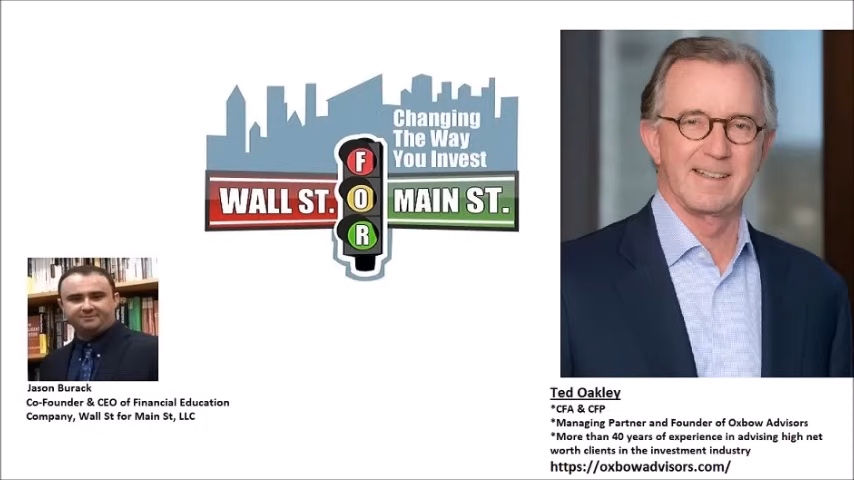 Changing
The Way
You Invest
WALL ST. FOR MAIN ST.
Jason Burack
Co-Founder & CEO of Financial Education
Company, Wall St for Main St, LLC
Ted Oakley
*CFA & CFP
*Managing Partner and Founder of Oxbow Advisors
*More than 40 years of experience in advising high net
worth clients in the investment industry
https://oxbowadvisors.com/